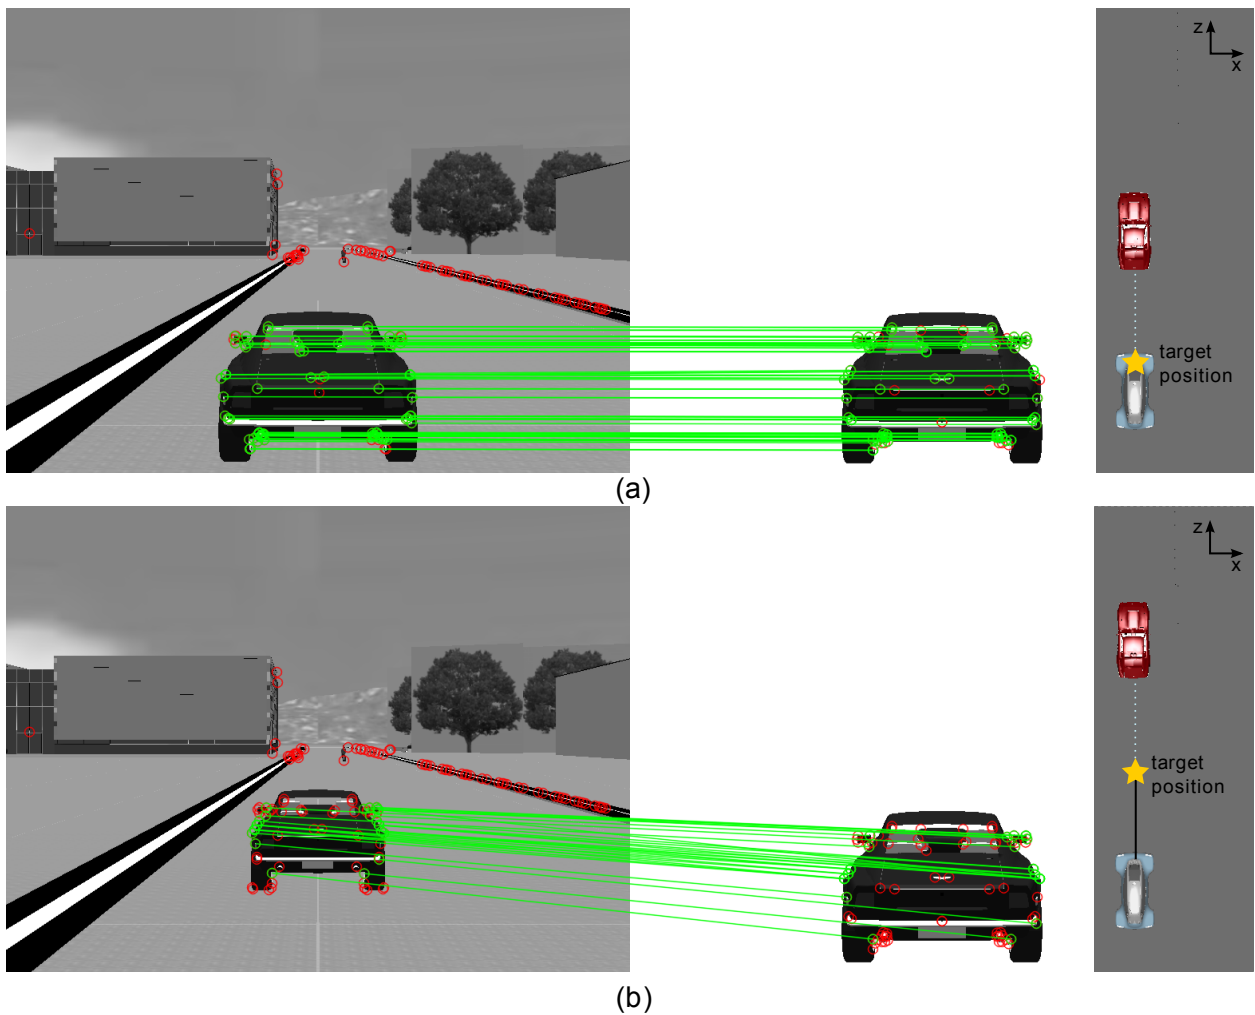 z
x
target
position
(a)
z
x
target
position
(b)